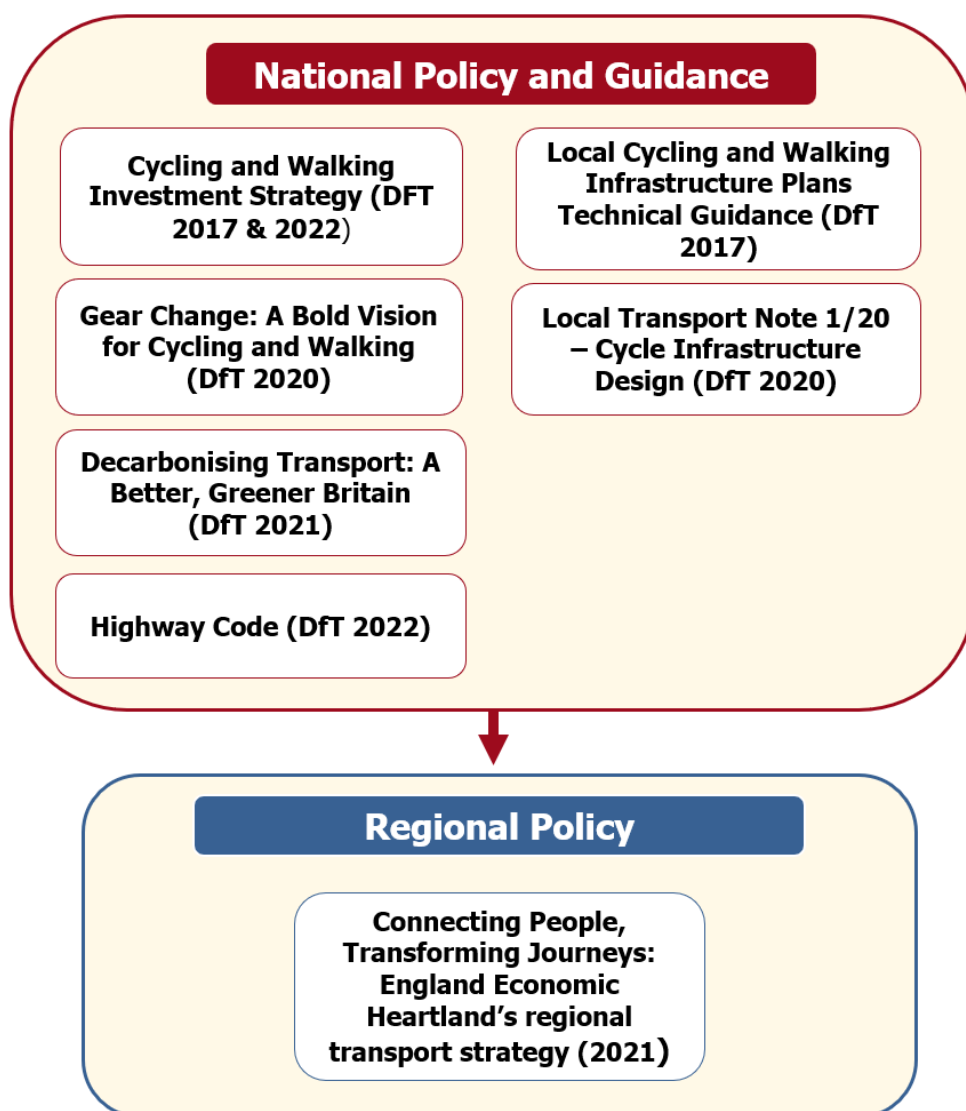 National Policy and Guidance
Cycling and Walking
Investment Strategy (DFT
2017 & 2022)
Local Cycling and Walking
Infrastructure Plans
Technical Guidance (DfT
2017)
Gear Change: A Bold Vision
for Cycling and Walking
(DfT 2020)
Local Transport Note 1/20
– Cycle Infrastructure
Design (DfT 2020)
Decarbonising Transport: A
Better, Greener Britain
(DfT 2021)
Highway Code (DfT 2022)
Regional Policy
Connecting People,
Transforming Journeys:
England Economic
Heartland’s regional
transport strategy (2021)